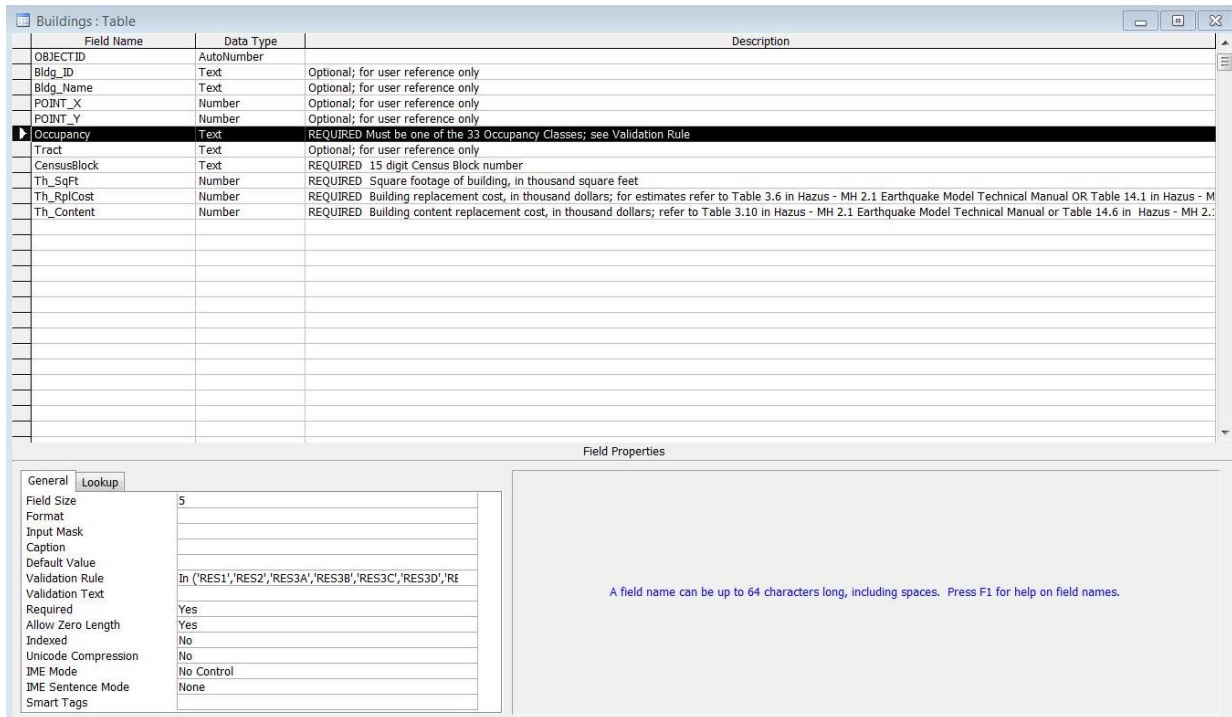 Buildings : Table
Field Name Data Type Description
OBJECTID AutoNumber
Bldg_ID Text Optional; for user reference only
Bldg_Name Text Optional; for user reference only
POINT_X Number Optional; for user reference only
POINT_Y Number Optional; for user reference only
Occupancy Text REQUIRED Must be one of the 33 Occupancy Classes; see Validation Rule
Tract Text Optional; for user reference only
CensusBlock Text REQUIRED 15 digit Census Block number
Th_SqFt Number REQUIRED Square footage of building, in thousand square feet
Th_RplCost Number REQUIRED Building replacement cost, in thousand dollars; for estimates refer to Table 3.6 in Hazus - MH 2.1 Earthquake Model Technical Manual OR Table 14.1 in Hazus - M
Th_Content Number REQUIRED Building content replacement cost, in thousand dollars; refer to Table 3.10 in Hazus - MH 2.1 Earthquake Model Technical Manual or Table 14.6 in Hazus - MH 2.
Field Properties
General Lookup
Field Size 5
Format
Input Mask
Caption
Default Value
Validation Rule In ('RES1','RES2','RES3A','RES3B','RES3C','RES3D','RE
Validation Text
Required Yes
Allow Zero Length Yes
Indexed No
Unicode Compression No
IME Mode No Control
IME Sentence Mode None
Smart Tags
A field name can be up to 64 characters long, including spaces. Press F1 for help on field names.